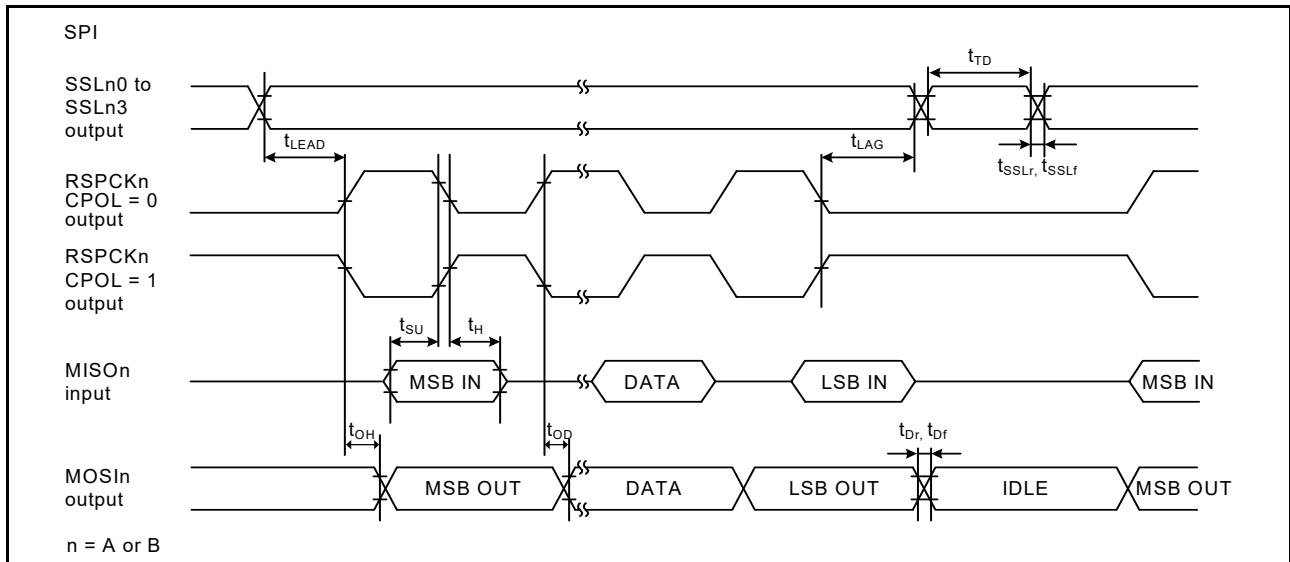 SPI
SSLn0 to
SSLn3
output
tTD
tLEAD
tLAG
tSSLr, tSSLf
RSPCKn
CPOL = 0
output
RSPCKn
CPOL = 1
output
tSU
tH
MISOn
input
MSB IN
DATA
LSB IN
MSB IN
tOH
tOD
tDr, tDf
MOSIn
output
MSB OUT
DATA
LSB OUT
IDLE
MSB OUT
n = A or B